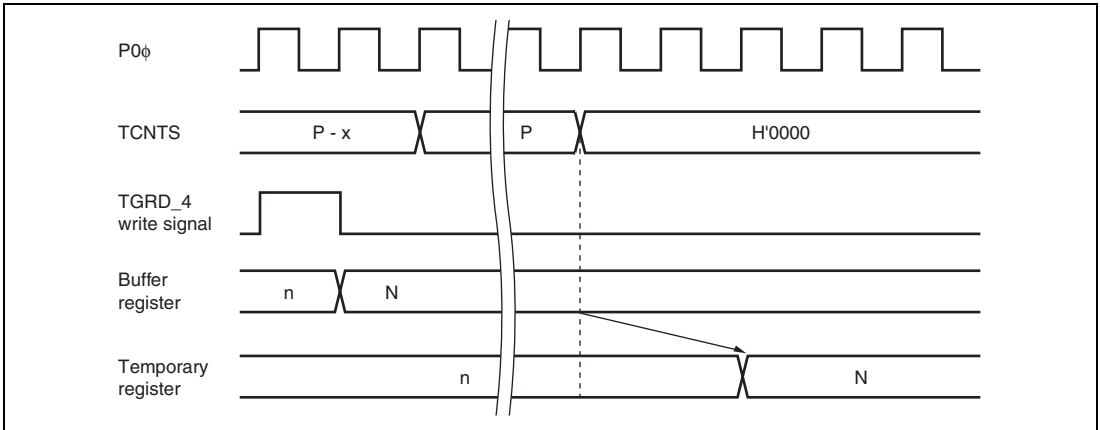 P0ϕ
TCNTS
P - x
P
H'0000
TGRD_4
write signal
Buffer
register
n
N
Temporary
register
n
N